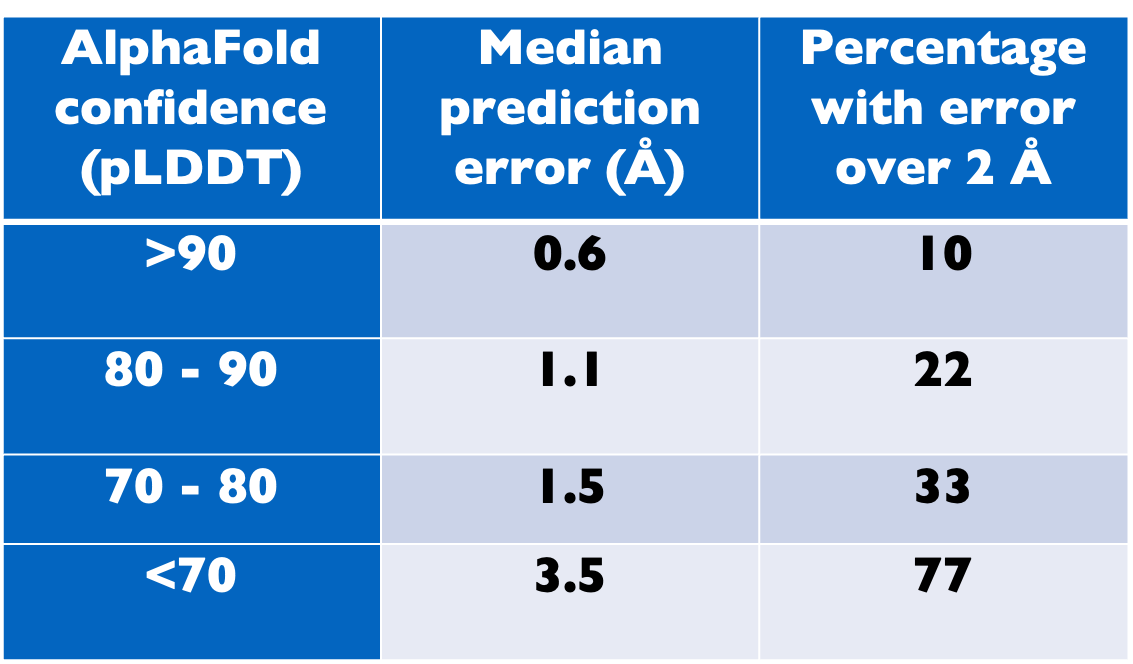 AlphaFold confidence (pLDDT)
Median prediction error (Å)
Percentage with error over 2 Å
>90 0.6 10
80 - 90 1.1 22
70 - 80 1.5 33
<70 3.5 77